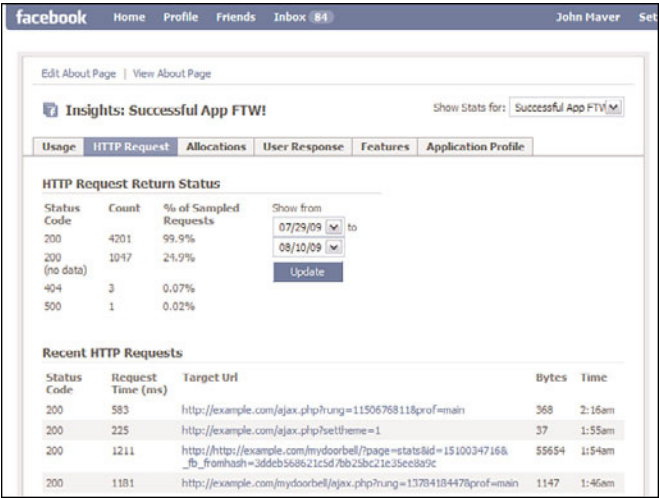 facebook Home Profile Friends Inbox 84 John Maver Set
Edit About Page | View About Page
Insights: Successful App FTW! Show Stats for: Successful App FTW
Usage HTTP Request Allocations User Response Features Application Profile
HTTP Request Return Status
Status Code Count % of Sampled Requests Show from
200 4201 99.9% 07/29/09 to
200 (no data) 1047 24.9% 08/10/09
404 3 0.07% Update
500 1 0.02%
Recent HTTP Requests
Status Code Request Time (ms) Target Url Bytes Time
200 583 http://example.com/ajax.php?rung=1150676811&prof=main 368 2:16am
200 225 http://example.com/ajax.php?settheme=1 37 1:55am
200 1211 http://http://example.com/mydoorbell/?page=stats&id=1510034716& 55654 1:54am
_fb_fromhash=3ddeb568621c5d7bb25bc21e35ee8a9c
200 1181 http://example.com/mydoorbell/ajax.php?rung=1378418447&prof=main 1147 1:46am